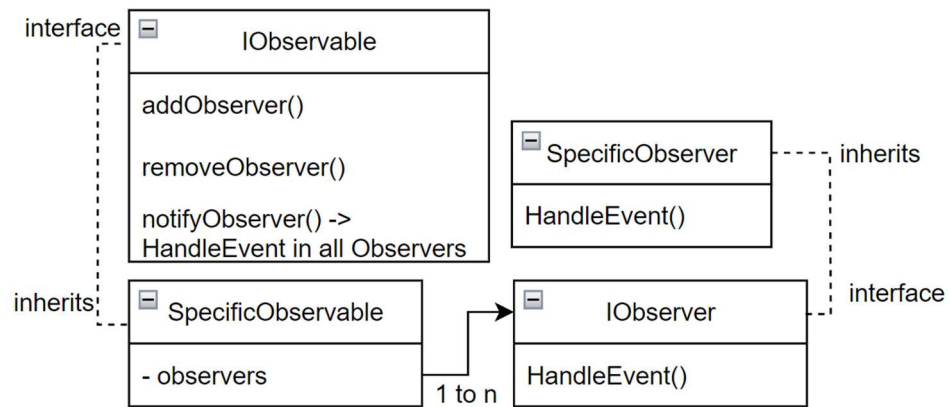 interface
IObservable
addObserver()
removeObserver()
notifyObserver() ->
HandleEvent in all Observers
SpecificObserver
inherits
HandleEvent()
inherits
SpecificObservable
- observers
1 to n
IObserver
interface
HandleEvent()